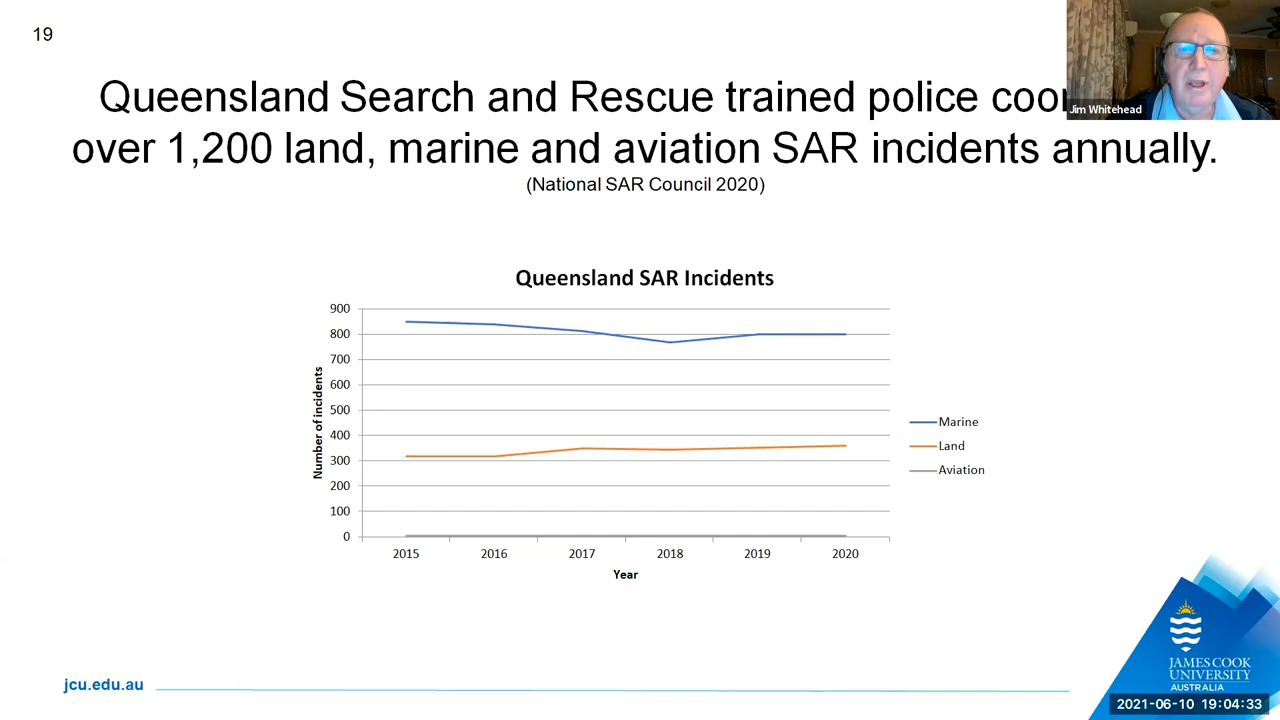 19
Queensland Search and Rescue trained police
over 1,200 land, marine and aviation SAR incidents annually.
(National SAR Council 2020)
Jim Whitehead
Queensland SAR Incidents
900
800
700
600
500
400
300
200
100
0
Number of incidents
2015 2016 2017 2018 2019 2020
Year
Marine
Land
Aviation
jcu.edu.au
JAMES COOK
UNIVERSITY
AUSTRALIA
2021-06-10 19:04:33